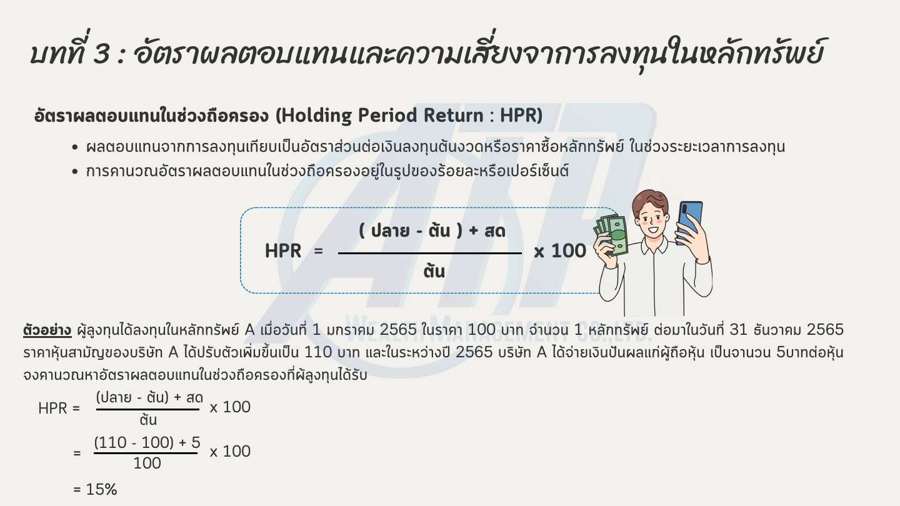 บทที่ 3 : อัตราผลตอบแทนและความเสี่ยงจาการลงทุนในหลักทรัพย์
อัตราผลตอบแทนในช่วงถือครอง (Holding Period Return : HPR)
• ผลตอบแทนจากการลงทุนเทียบเป็นอัตราส่วนต่อเงินลงทุนต้นงวดหรือราคาซื้อหลักทรัพย์ ในช่วงระยะเวลาการลงทุน
• การคานวณอัตราผลตอบแทนในช่วงถือครองอยู่ในรูปของร้อยละหรือเปอร์เซ็นต์
( ปลาย - ต้น ) + สด
HPR = x 100
ต้น
ATP
WEALTH MANAGEMENT CO.,LTD.
ตัวอย่าง ผู้ลงทุนได้ลงทุนในหลักทรัพย์ A เมื่อวันที่ 1 มกราคม 2565 ในราคา 100 บาท จำนวน 1 หลักทรัพย์ ต่อมาในวันที่ 31 ธันวาคม 2565
ราคาหุ้นสามัญของบริษัท A ได้ปรับตัวเพิ่มขึ้นเป็น 110 บาท และในระหว่างปี 2565 บริษัท A ได้จ่ายเงินปันผลแก่ผู้ถือหุ้น เป็นจานวน 5บาทต่อหุ้น
จงคานวณหาอัตราผลตอบแทนในช่วงถือครองที่ผู้ลงทุนได้รับ
(ปลาย - ต้น) + สด
HPR = x 100
ต้น
(110 - 100) + 5
= x 100
100
= 15%